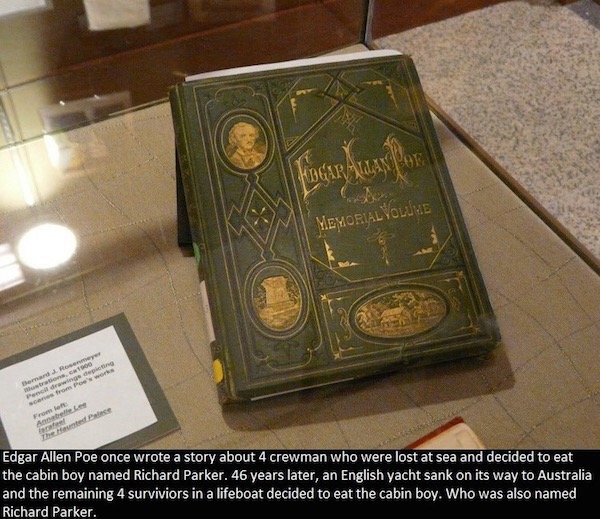 EDGAR ALLAN POE
A
MEMORIAL VOLUME
Bernard J. Rosenmeyer
Illustrations, ca1900
Pencil drawings depicting
scenes from Poe's works
From left:
Annabelle Lee
Israfael
The Haunted Palace
Edgar Allen Poe once wrote a story about 4 crewman who were lost at sea and decided to eat
the cabin boy named Richard Parker. 46 years later, an English yacht sank on its way to Australia
and the remaining 4 surviviors in a lifeboat decided to eat the cabin boy. Who was also named
Richard Parker.